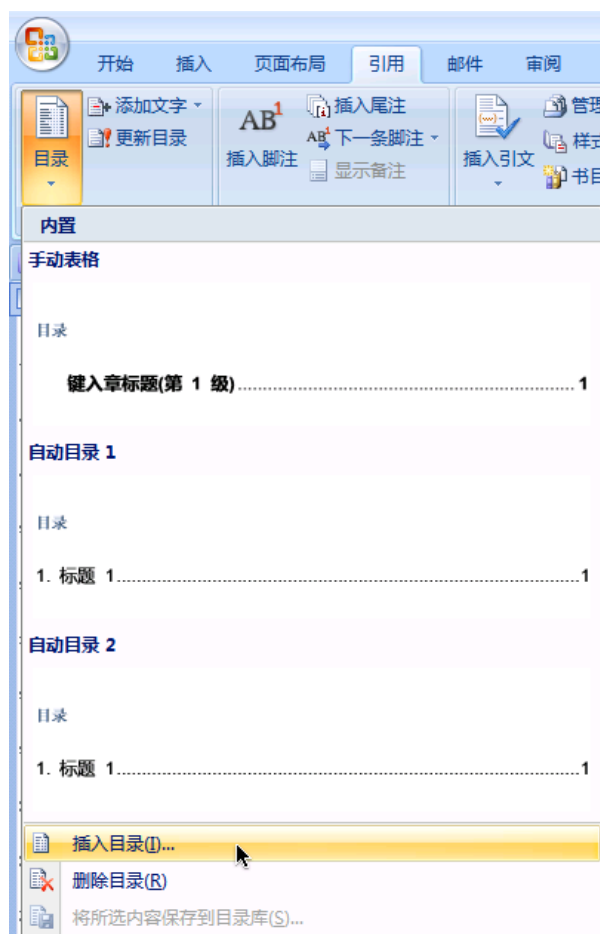 开始 插入 页面布局 引用 邮件 审阅
添加文字 AB1 插入尾注 管理
更新目录 AB1 下一条脚注 样式
目录 插入脚注 显示备注 插入引文 书目
内置
手动表格
目录
键入章标题(第 1 级)........................................................ 1
自动目录 1
目录
1. 标题 1................................................................................1
自动目录 2
目录
1. 标题 1................................................................................1
插入目录(I)...
删除目录(R)
将所选内容保存到目录库(S)...